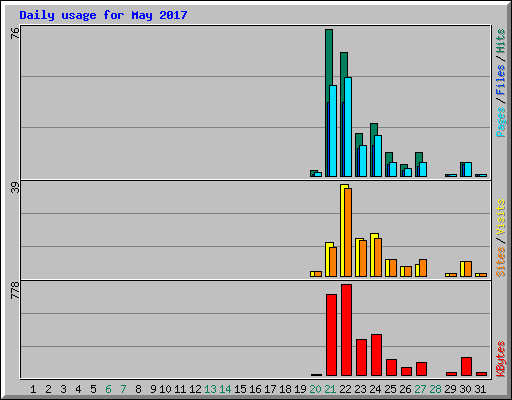 Daily usage for May 2017
76
Pages / Files / Hits
39
Sites / Visits
778
KBytes
1 2 3 4 5 6 7 8 9 10 11 12 13 14 15 16 17 18 19 20 21 22 23 24 25 26 27 28 29 30 31